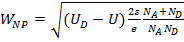 W_NP = √((U_D − U) 2ε/e (N_A + N_D)/(N_A N_D))